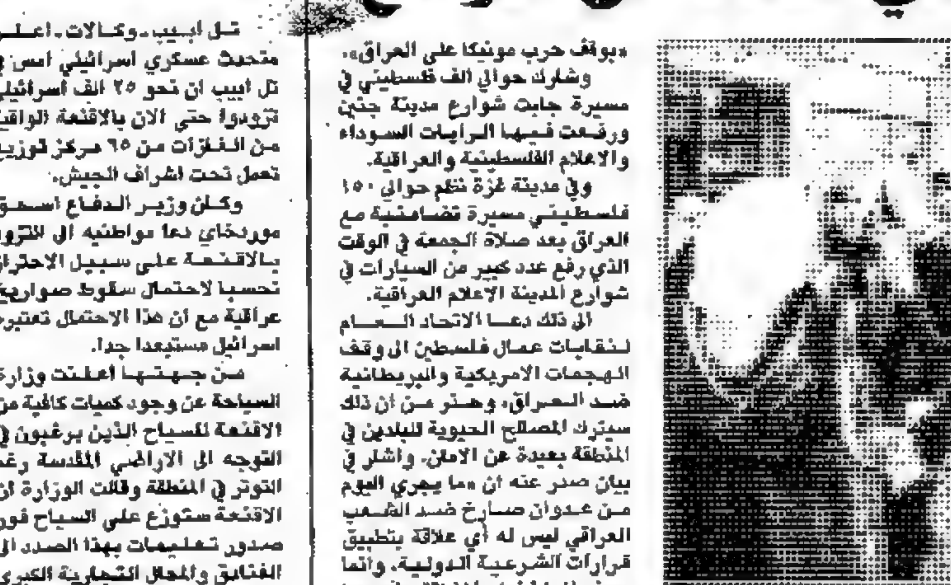 «بوقف حرب مونيكا على العراق».
وشارك حوالي الف فلسطيني في
مسيرة جابت شوارع مدينة جنين
ورفعت فيها الرايات السوداء
والاعلام الفلسطينية والعراقية.
وفي مدينة غزة نظم حوالي ١٥٠
فلسطيني مسيرة تضامنية مع
العراق بعد صلاة الجمعة في الوقت
الذي رفع عدد كبير من السيارات في
شوارع المدينة الاعلام العراقية.
الى ذلك دعا الاتحاد العام
لنقابات عمال فلسطين الى وقف
الهجمات الامريكية والبريطانية
ضد العراق، وحذر من ان ذلك
سيترك المصالح الحيوية للبلدين في
المنطقة بعيدة عن الامان. واشار في
بيان صدر عنه ان «ما يجري اليوم
من عدوان صارخ ضد الشعب
العراقي ليس له أي علاقة بتطبيق
قرارات الشرعية الدولية، وانما
تل أبيب ـ وكالات ـ اعلن
متحدث عسكري اسرائيلي امس في
تل ابيب ان نحو ٢٥ الف اسرائيلي
تزودوا حتى الان بالاقنعة الواقية
من الغازات من ٦٥ مركز توزيع
تعمل تحت اشراف الجيش.
وكان وزير الدفاع اسحق
موردخاي دعا مواطنيه الى التزود
بالاقنعة على سبيل الاحتراز
تحسبا لاحتمال سقوط صواريخ
عراقية مع ان هذا الاحتمال تعتبره
اسرائيل مستبعدا جدا.
من جهتها اعلنت وزارة
السياحة عن وجود كميات كافية من
الاقنعة للسياح الذين يرغبون في
التوجه الى الاراضي المقدسة رغم
التوتر في المنطقة وقالت الوزارة ان
الاقنعة ستوزع على السياح فور
صدور تعليمات بهذا الصدد الى
الفنادق والمحال التجارية الكبرى